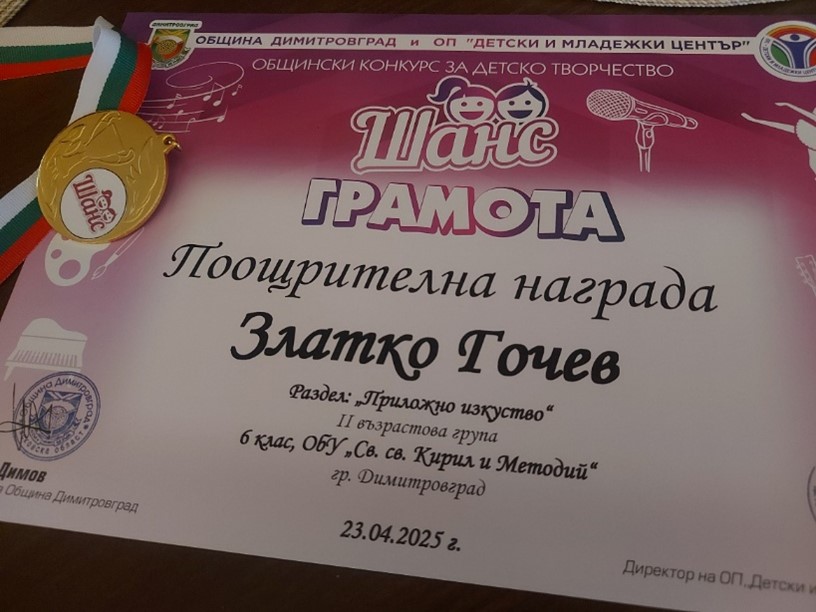 ДИМИТРОВГРАД
ОБЩИНА ДИМИТРОВГРАД и ОП "ДЕТСКИ И МЛАДЕЖКИ ЦЕНТЪР"
ОБЩИНСКИ КОНКУРС ЗА ДЕТСКО ТВОРЧЕСТВО
Шанс
Шанс
ГРАМОТА
Поощрителна награда
Златко Гочев
Раздел: „Приложно изкуство“
II възрастова група
6 клас, ОбУ „Св. св. Кирил и Методий“
гр. Димитровград
23.04.2025 г.
Димов
Община Димитровград
Директор на ОП „Детски и